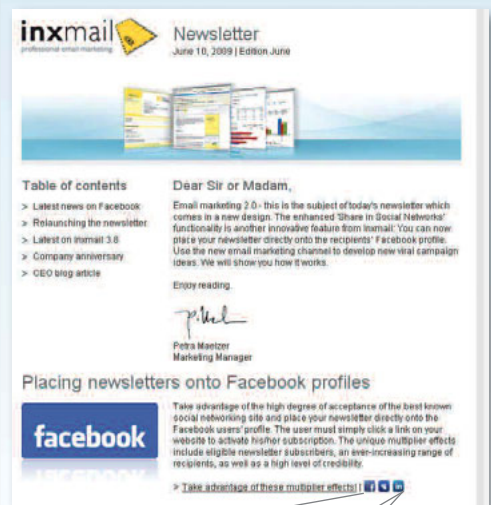 inxmail
professional email marketing
Newsletter
June 10, 2009 | Edition June
Table of contents
> Latest news on Facebook
> Relaunching the newsletter
> Latest on Inxmail 3.8
> Company anniversary
> CEO blog article
Dear Sir or Madam,
Email marketing 2.0 - this is the subject of today's newsletter which
comes in a new design. The enhanced 'Share in Social Networks'
functionality is another innovative feature from Inxmail: You can now
place your newsletter directly onto the recipients' Facebook profile.
Use the new email marketing channel to develop new viral campaign
ideas. We will show you how it works.
Enjoy reading.
Petra Maelzer
Marketing Manager
Placing newsletters onto Facebook profiles
facebook
Take advantage of the high degree of acceptance of the best known
social networking site and place your newsletter directly onto the
Facebook users' profile. The user must simply click a link on your
website to activate his/her subscription. The unique multiplier effects
include eligible newsletter subscribers, an ever-increasing range of
recipients, as well as a high level of credibility.
> Take advantage of these multiplier effects! | f in